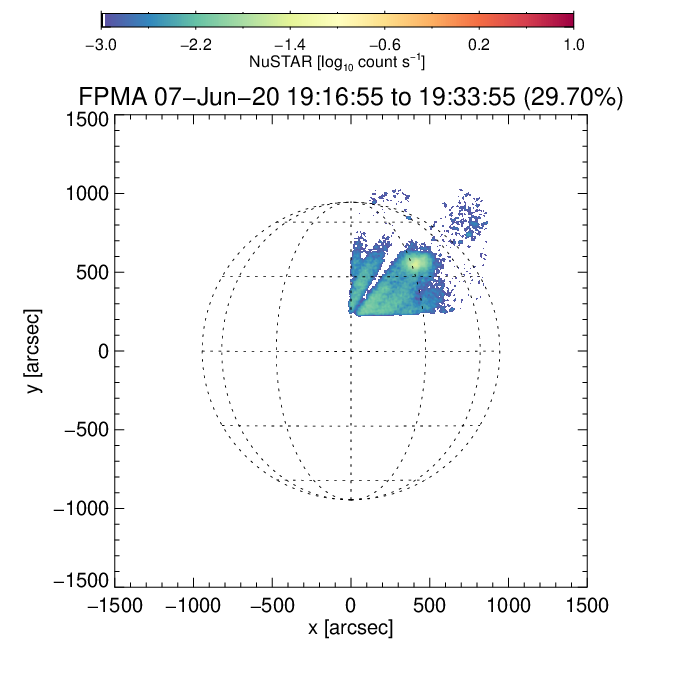 −3.0 −2.2 −1.4 −0.6 0.2 1.0
NuSTAR [log₁₀ count s⁻¹]
FPMA 07−Jun−20 19:16:55 to 19:33:55 (29.70%)
1500
1000
500
0
−500
−1000
−1500
y [arcsec]
−1500 −1000 −500 0 500 1000 1500
x [arcsec]